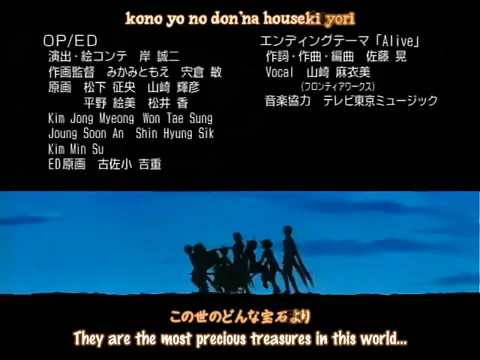 kono yo no don'na houseki yori
OP/ED
演出・絵コンテ 岸 誠二
作画監督 みかみともえ 宍倉 敏
原画 松下 征央 山崎 輝彦
平野 絵美 松井 香
Kim Jong Myeong Won Tae Sung
Joung Soon An Shin Hyung Sik
Kim Min Su
ED原画 古佐小 吉重
エンディングテーマ「Alive」
作詞・作曲・編曲 佐藤 晃
Vocal 山崎 麻衣美
(フロンティアワークス)
音楽協力 テレビ東京ミュージック
この世のどんな宝石より
They are the most precious treasures in this world...